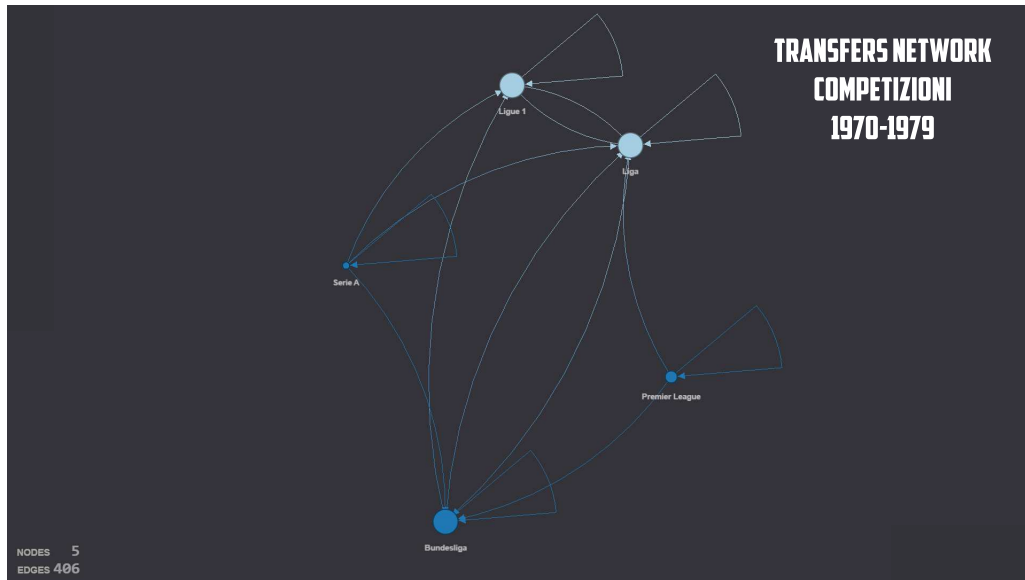 TRANSFERS NETWORK
COMPETIZIONI
1970-1979
Ligue 1
Liga
Serie A
Premier League
Bundesliga
NODES 5
EDGES 406